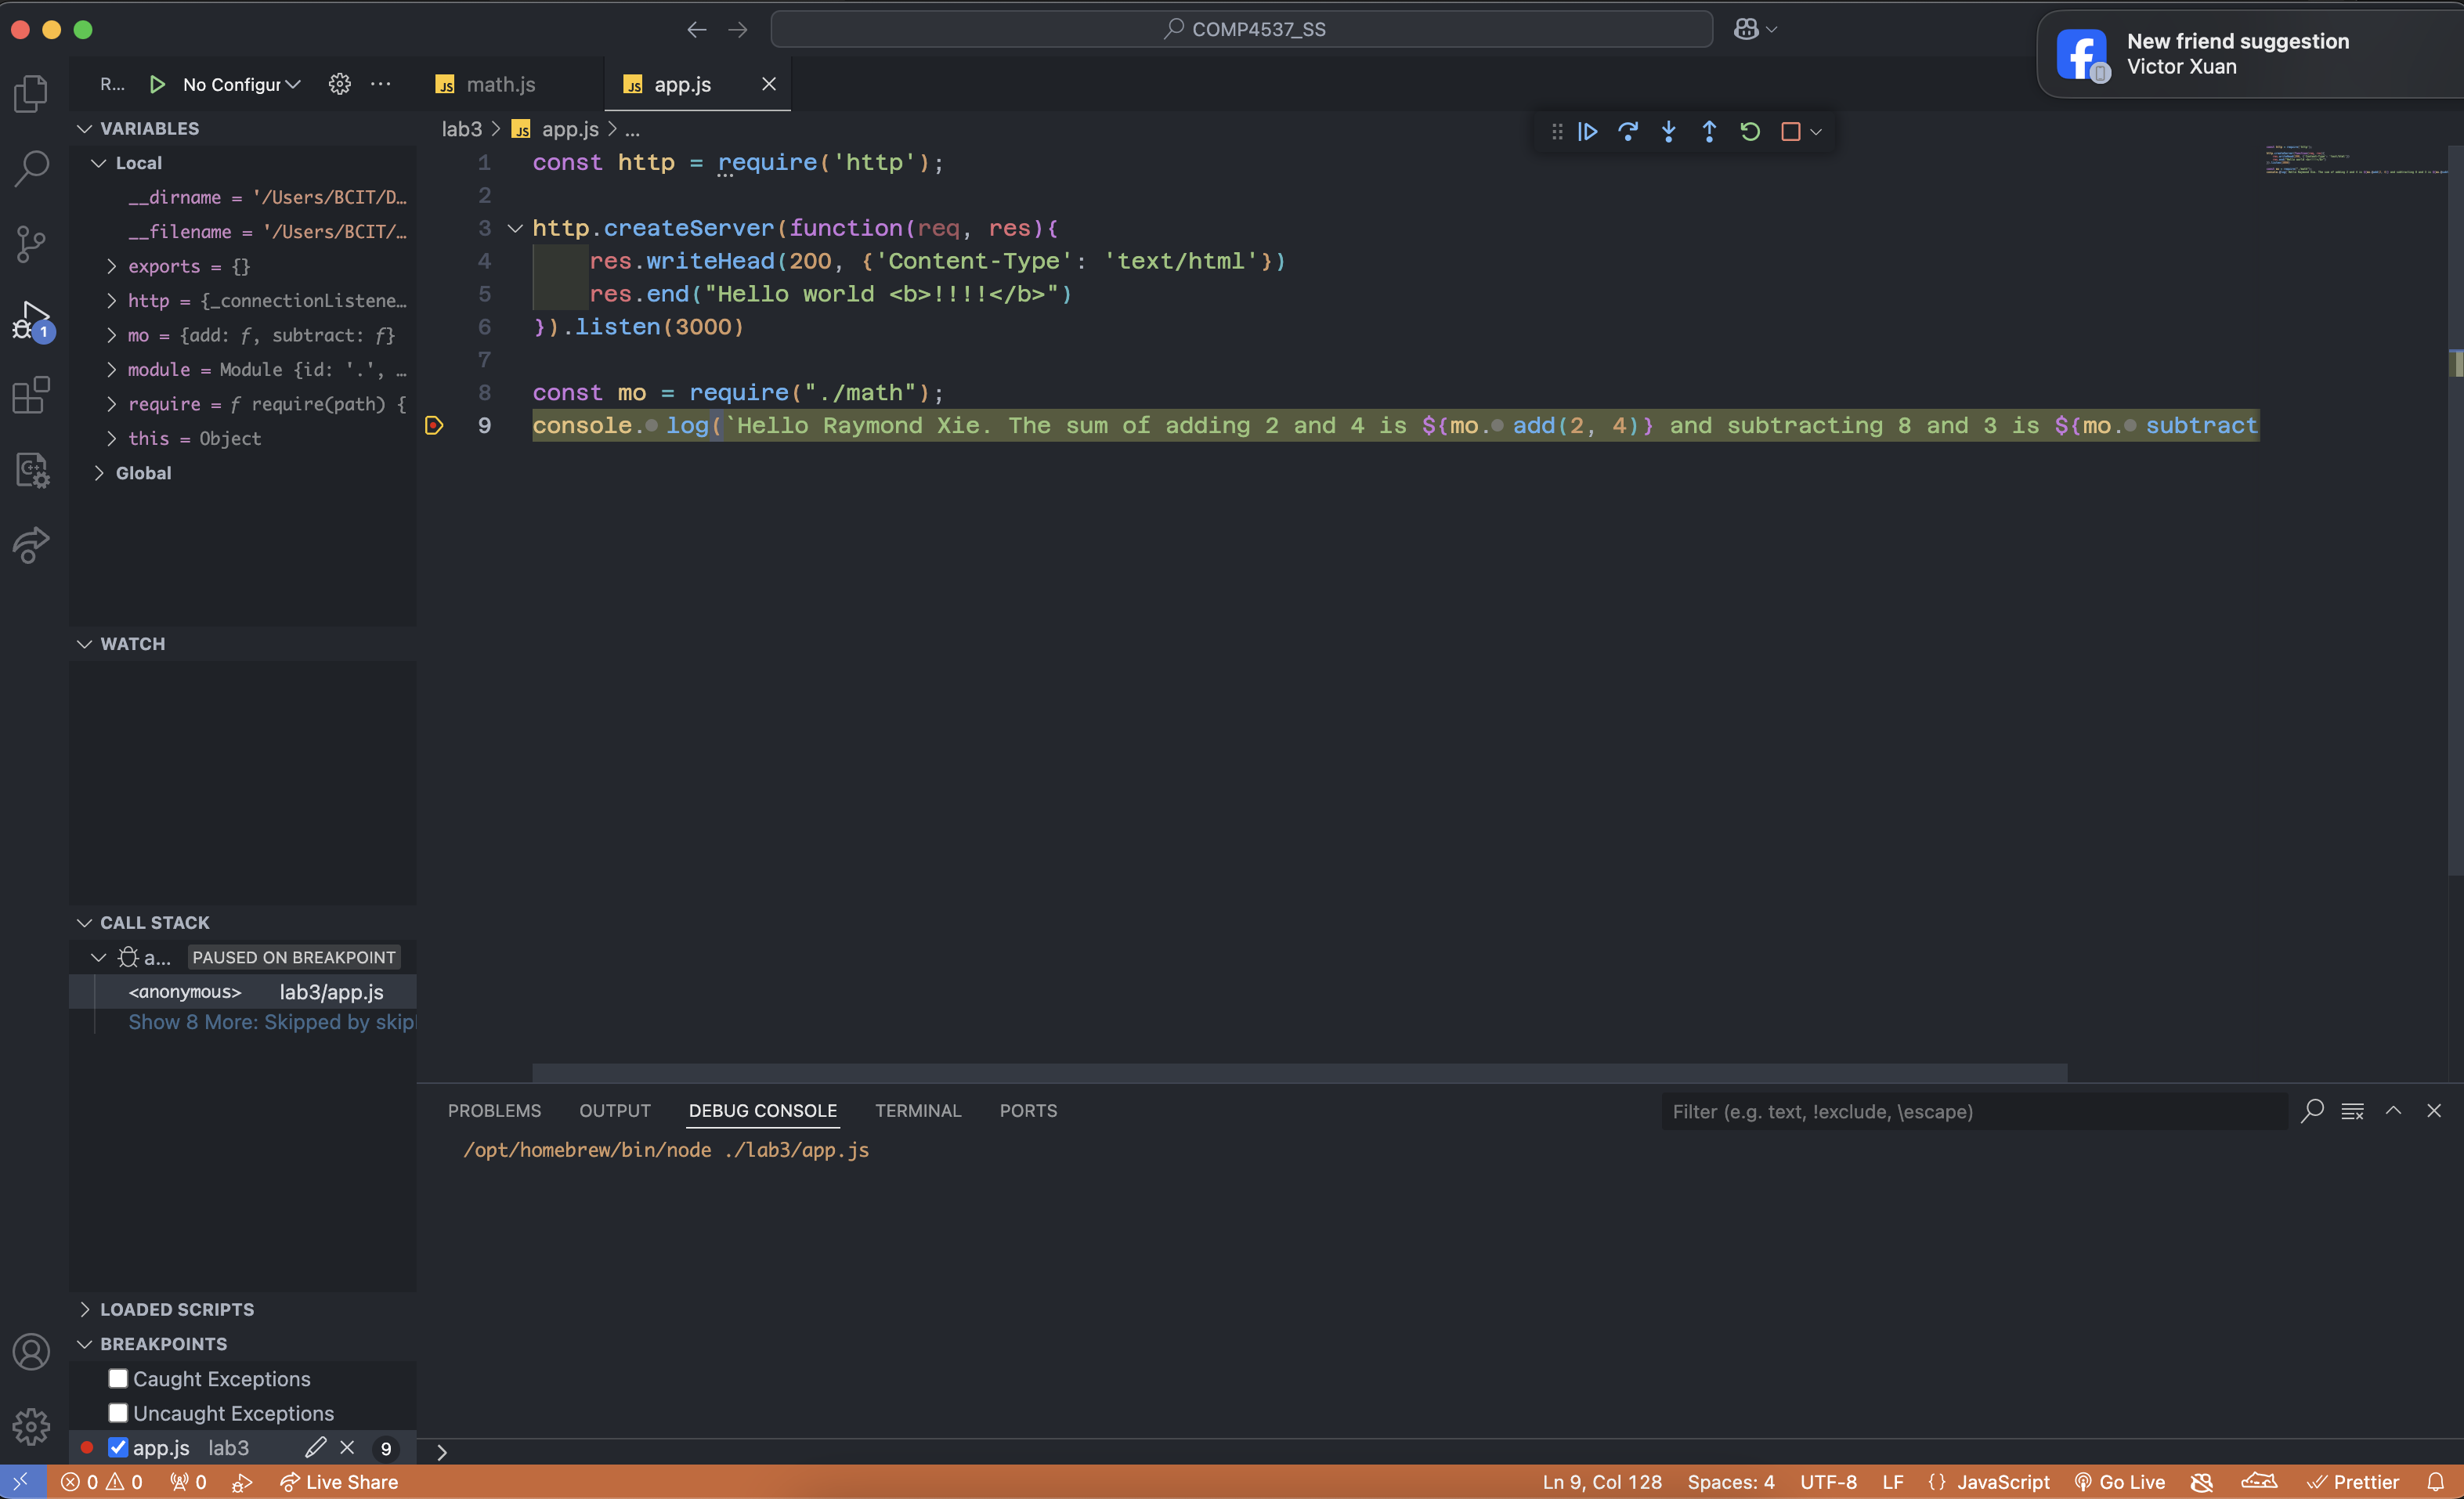 COMP4537_SS
New friend suggestion
Victor Xuan
R... No Configur
math.js
app.js
VARIABLES
Local
__dirname = '/Users/BCIT/D…
__filename = '/Users/BCIT/…
exports = {}
http = {_connectionListene…
mo = {add: ƒ, subtract: ƒ}
module = Module {id: '.', …
require = ƒ require(path) {
this = Object
Global
WATCH
CALL STACK
a... PAUSED ON BREAKPOINT
<anonymous> lab3/app.js
Show 8 More: Skipped by skip
LOADED SCRIPTS
BREAKPOINTS
Caught Exceptions
Uncaught Exceptions
app.js lab3 9
1
lab3 > JS app.js > ...
1 const http = require('http');
2
3 http.createServer(function(req, res){
4 res.writeHead(200, {'Content-Type': 'text/html'})
5 res.end("Hello world <b>!!!!</b>")
6 }).listen(3000)
7
8 const mo = require("./math");
9 console.log(`Hello Raymond Xie. The sum of adding 2 and 4 is ${mo.add(2, 4)} and subtracting 8 and 3 is ${mo.subtract
PROBLEMS OUTPUT DEBUG CONSOLE TERMINAL PORTS
Filter (e.g. text, !exclude, \escape)
/opt/homebrew/bin/node ./lab3/app.js
0 0 0 Live Share
Ln 9, Col 128 Spaces: 4 UTF-8 LF {} JavaScript Go Live Prettier